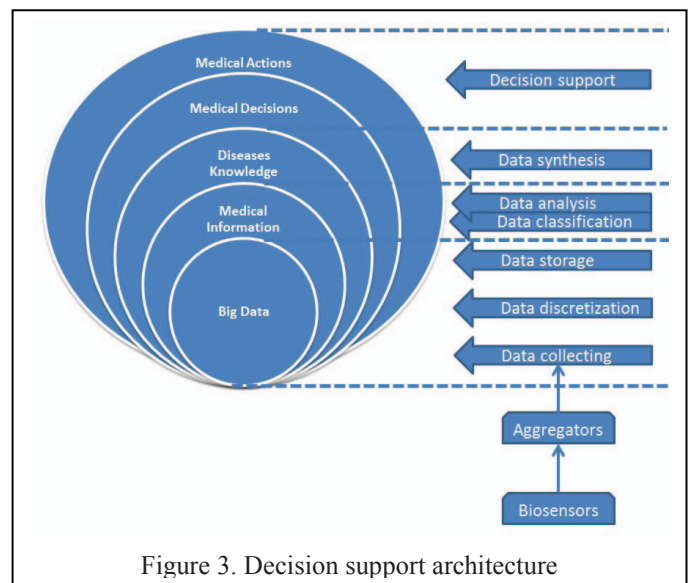 Medical Actions
Medical Decisions
Diseases
Knowledge
Medical
Information
Big Data
Decision support
Data synthesis
Data analysis
Data classification
Data storage
Data discretization
Data collecting
Aggregators
Biosensors
Figure 3. Decision support architecture